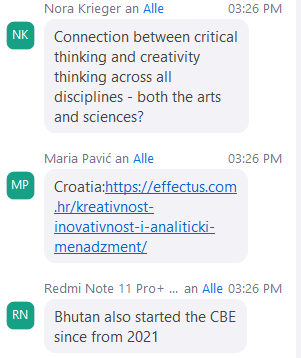 Nora Krieger an Alle 03:26 PM
NK
Connection between critical
thinking and creativity
thinking across all
disciplines - both the arts
and sciences?
Maria Pavić an Alle 03:26 PM
MP
Croatia:https://effectus.com
.hr/kreativnost-
inovativnost-i-analiticki-
menadzment/
Redmi Note 11 Pro+ ... an Alle 03:26 PM
RN
Bhutan also started the CBE
since from 2021